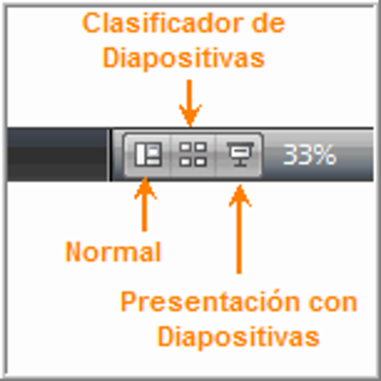 Clasificador de
Diapositivas
33%
Normal
Presentación con
Diapositivas